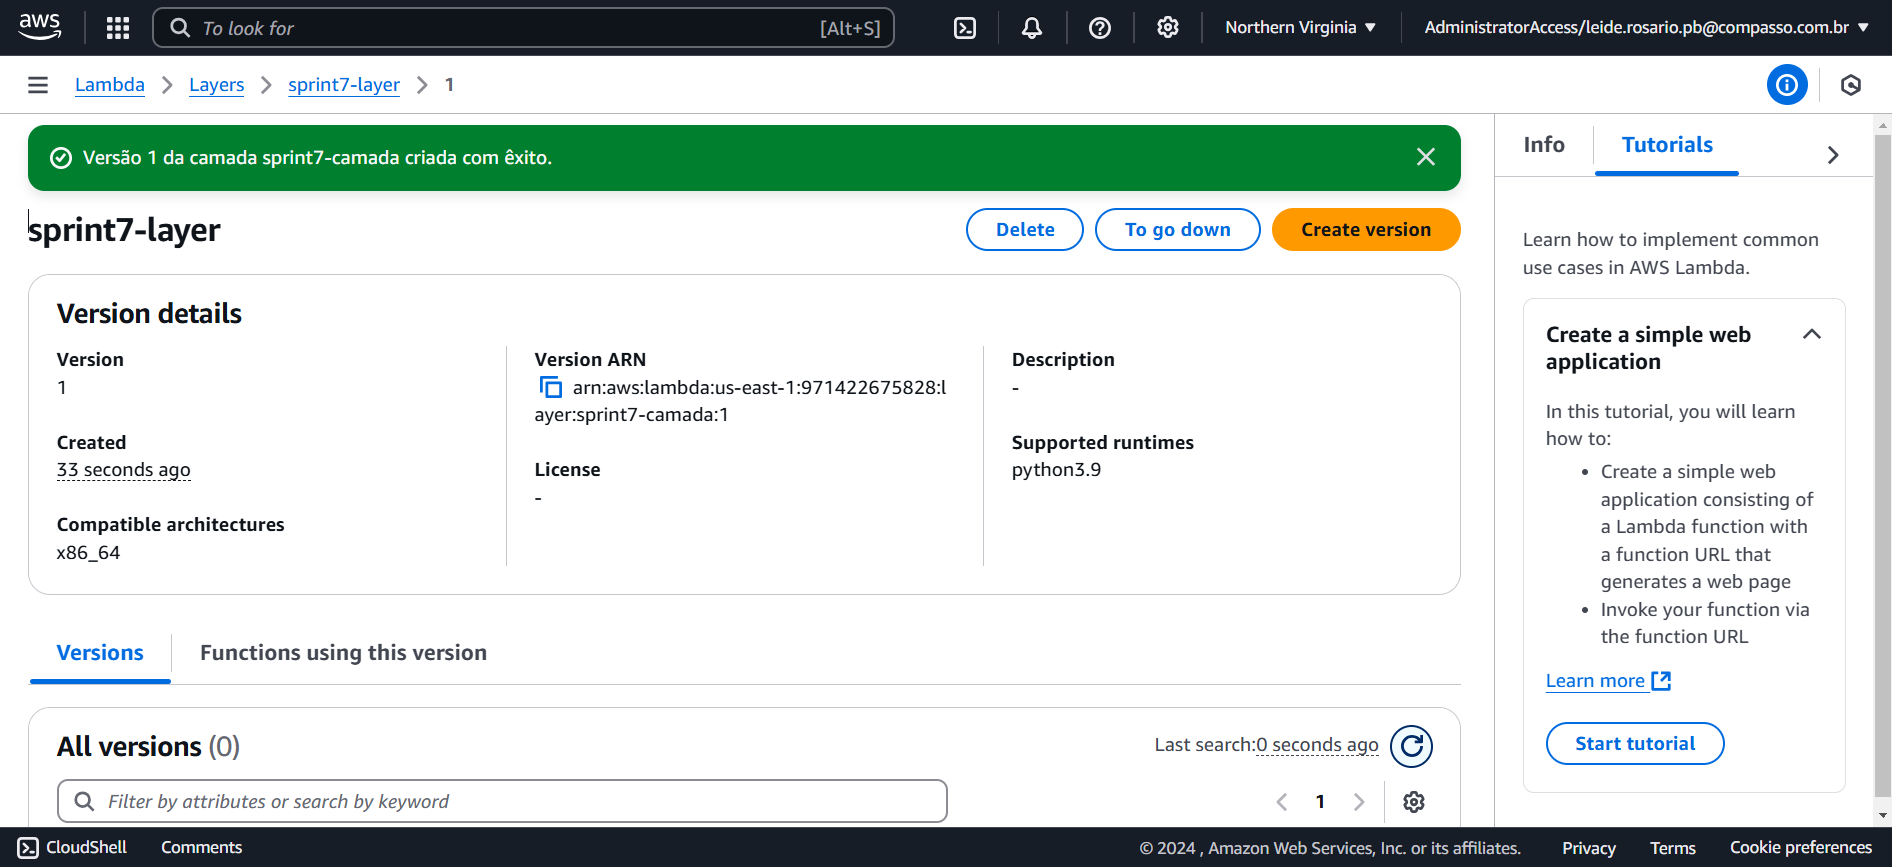 aws
To look for
[Alt+S]
Northern Virginia
AdministratorAccess/leide.rosario.pb@compasso.com.br
Lambda
Layers
sprint7-layer
1
Versão 1 da camada sprint7-camada criada com êxito.
sprint7-layer
Delete
To go down
Create version
Version details
Version
1
Created
33 seconds ago
Compatible architectures
x86_64
Version ARN
arn:aws:lambda:us-east-1:971422675828:l
ayer:sprint7-camada:1
License
-
Description
-
Supported runtimes
python3.9
Versions
Functions using this version
All versions (0)
Last search:0 seconds ago
Filter by attributes or search by keyword
1
Info
Tutorials
Learn how to implement common
use cases in AWS Lambda.
Create a simple web
application
In this tutorial, you will learn
how to:
• Create a simple web
application consisting of
a Lambda function with
a function URL that
generates a web page
• Invoke your function via
the function URL
Learn more
Start tutorial
CloudShell
Comments
© 2024 , Amazon Web Services, Inc. or its affiliates.
Privacy
Terms
Cookie preferences